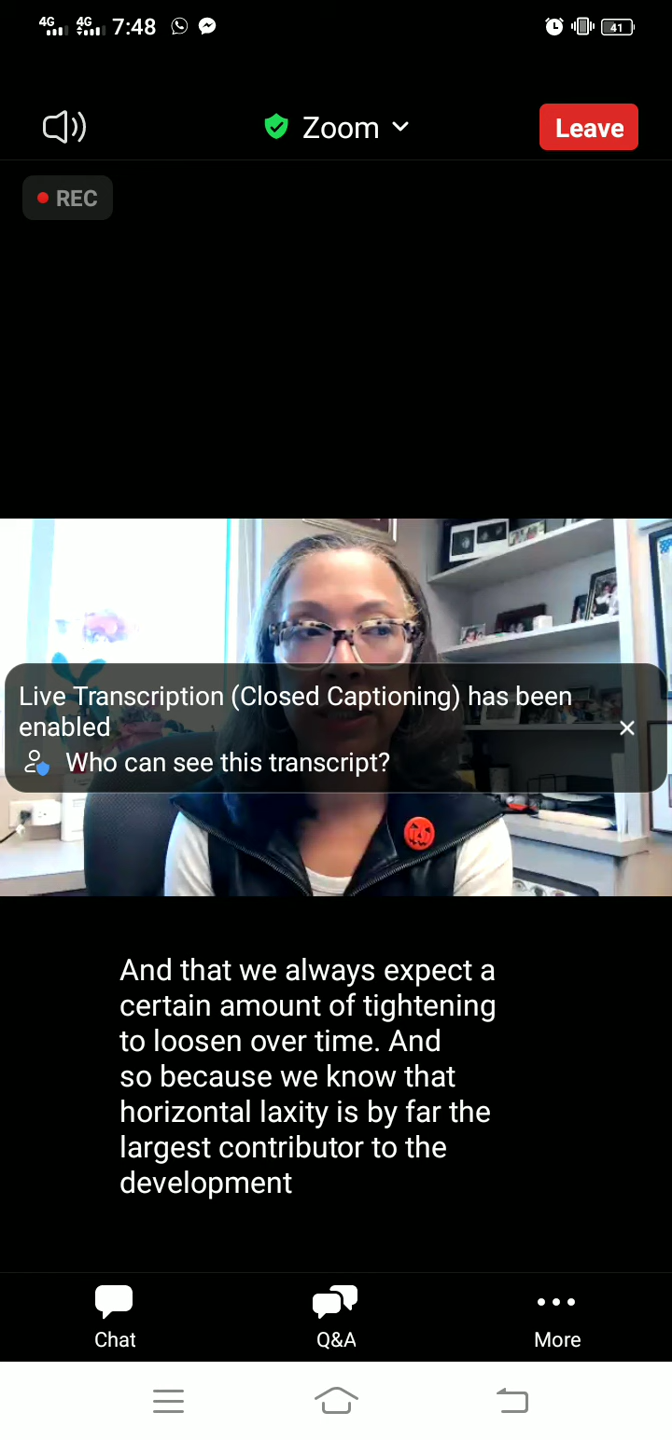 4G 4G 7:48 41
Zoom Leave
REC
Live Transcription (Closed Captioning) has been
enabled
Who can see this transcript?
And that we always expect a
certain amount of tightening
to loosen over time. And
so because we know that
horizontal laxity is by far the
largest contributor to the
development
Chat Q&A More